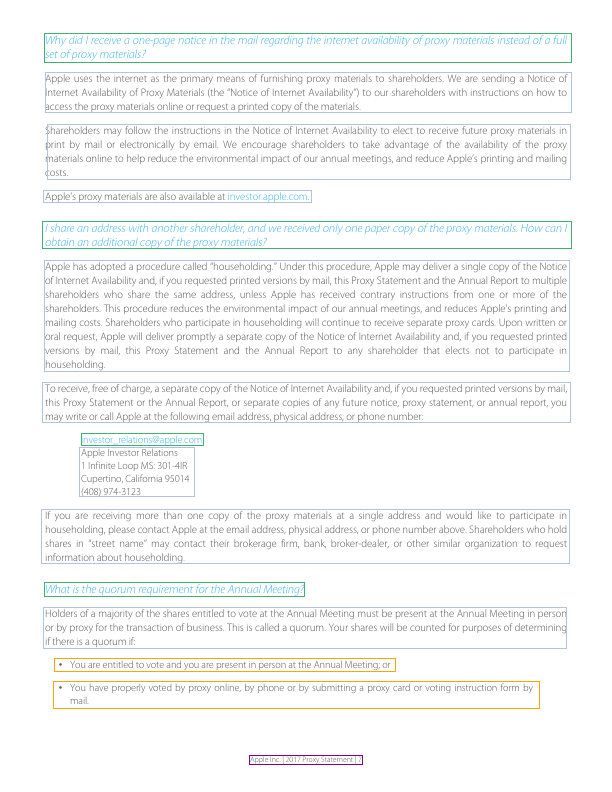 Why did I receive a one-page notice in the mail regarding the internet availability of proxy materials instead of a full
set of proxy materials?
Apple uses the internet as the primary means of furnishing proxy materials to shareholders. We are sending a Notice of
Internet Availability of Proxy Materials (the “Notice of Internet Availability”) to our shareholders with instructions on how to
access the proxy materials online or request a printed copy of the materials.
Shareholders may follow the instructions in the Notice of Internet Availability to elect to receive future proxy materials in
print by mail or electronically by email. We encourage shareholders to take advantage of the availability of the proxy
materials online to help reduce the environmental impact of our annual meetings, and reduce Apple’s printing and mailing
costs.
Apple’s proxy materials are also available at investor.apple.com.
I share an address with another shareholder, and we received only one paper copy of the proxy materials. How can I
obtain an additional copy of the proxy materials?
Apple has adopted a procedure called “householding.” Under this procedure, Apple may deliver a single copy of the Notice
of Internet Availability and, if you requested printed versions by mail, this Proxy Statement and the Annual Report to multiple
shareholders who share the same address, unless Apple has received contrary instructions from one or more of the
shareholders. This procedure reduces the environmental impact of our annual meetings, and reduces Apple’s printing and
mailing costs. Shareholders who participate in householding will continue to receive separate proxy cards. Upon written or
oral request, Apple will deliver promptly a separate copy of the Notice of Internet Availability and, if you requested printed
versions by mail, this Proxy Statement and the Annual Report to any shareholder that elects not to participate in
householding.
To receive, free of charge, a separate copy of the Notice of Internet Availability and, if you requested printed versions by mail,
this Proxy Statement or the Annual Report, or separate copies of any future notice, proxy statement, or annual report, you
may write or call Apple at the following email address, physical address, or phone number:
investor_relations@apple.com
Apple Investor Relations
1 Infinite Loop MS: 301-4IR
Cupertino, California 95014
(408) 974-3123
If you are receiving more than one copy of the proxy materials at a single address and would like to participate in
householding, please contact Apple at the email address, physical address, or phone number above. Shareholders who hold
shares in “street name” may contact their brokerage firm, bank, broker-dealer, or other similar organization to request
information about householding.
What is the quorum requirement for the Annual Meeting?
Holders of a majority of the shares entitled to vote at the Annual Meeting must be present at the Annual Meeting in person
or by proxy for the transaction of business. This is called a quorum. Your shares will be counted for purposes of determining
if there is a quorum if:
• You are entitled to vote and you are present in person at the Annual Meeting; or
• You have properly voted by proxy online, by phone or by submitting a proxy card or voting instruction form by
mail.
Apple Inc. | 2017 Proxy Statement | 7